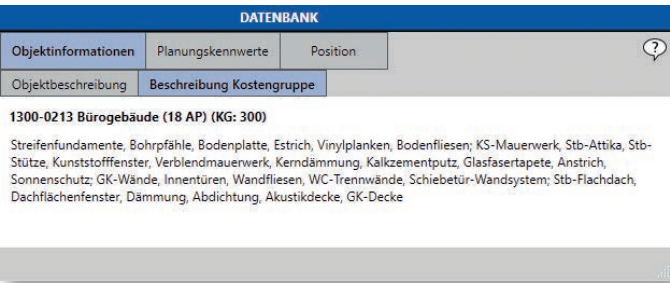 DATENBANK
Objektinformationen Planungskennwerte Position ?
Objektbeschreibung Beschreibung Kostengruppe
1300-0213 Bürogebäude (18 AP) (KG: 300)
Streifenfundamente, Bohrpfähle, Bodenplatte, Estrich, Vinylplanken, Bodenfliesen; KS-Mauerwerk, Stb-Attika, Stb-
Stütze, Kunststofffenster, Verblendmauerwerk, Kerndämmung, Kalkzementputz, Glasfasertapete, Anstrich,
Sonnenschutz; GK-Wände, Innentüren, Wandfliesen, WC-Trennwände, Schiebetür-Wandsystem; Stb-Flachdach,
Dachflächenfenster, Dämmung, Abdichtung, Akustikdecke, GK-Decke